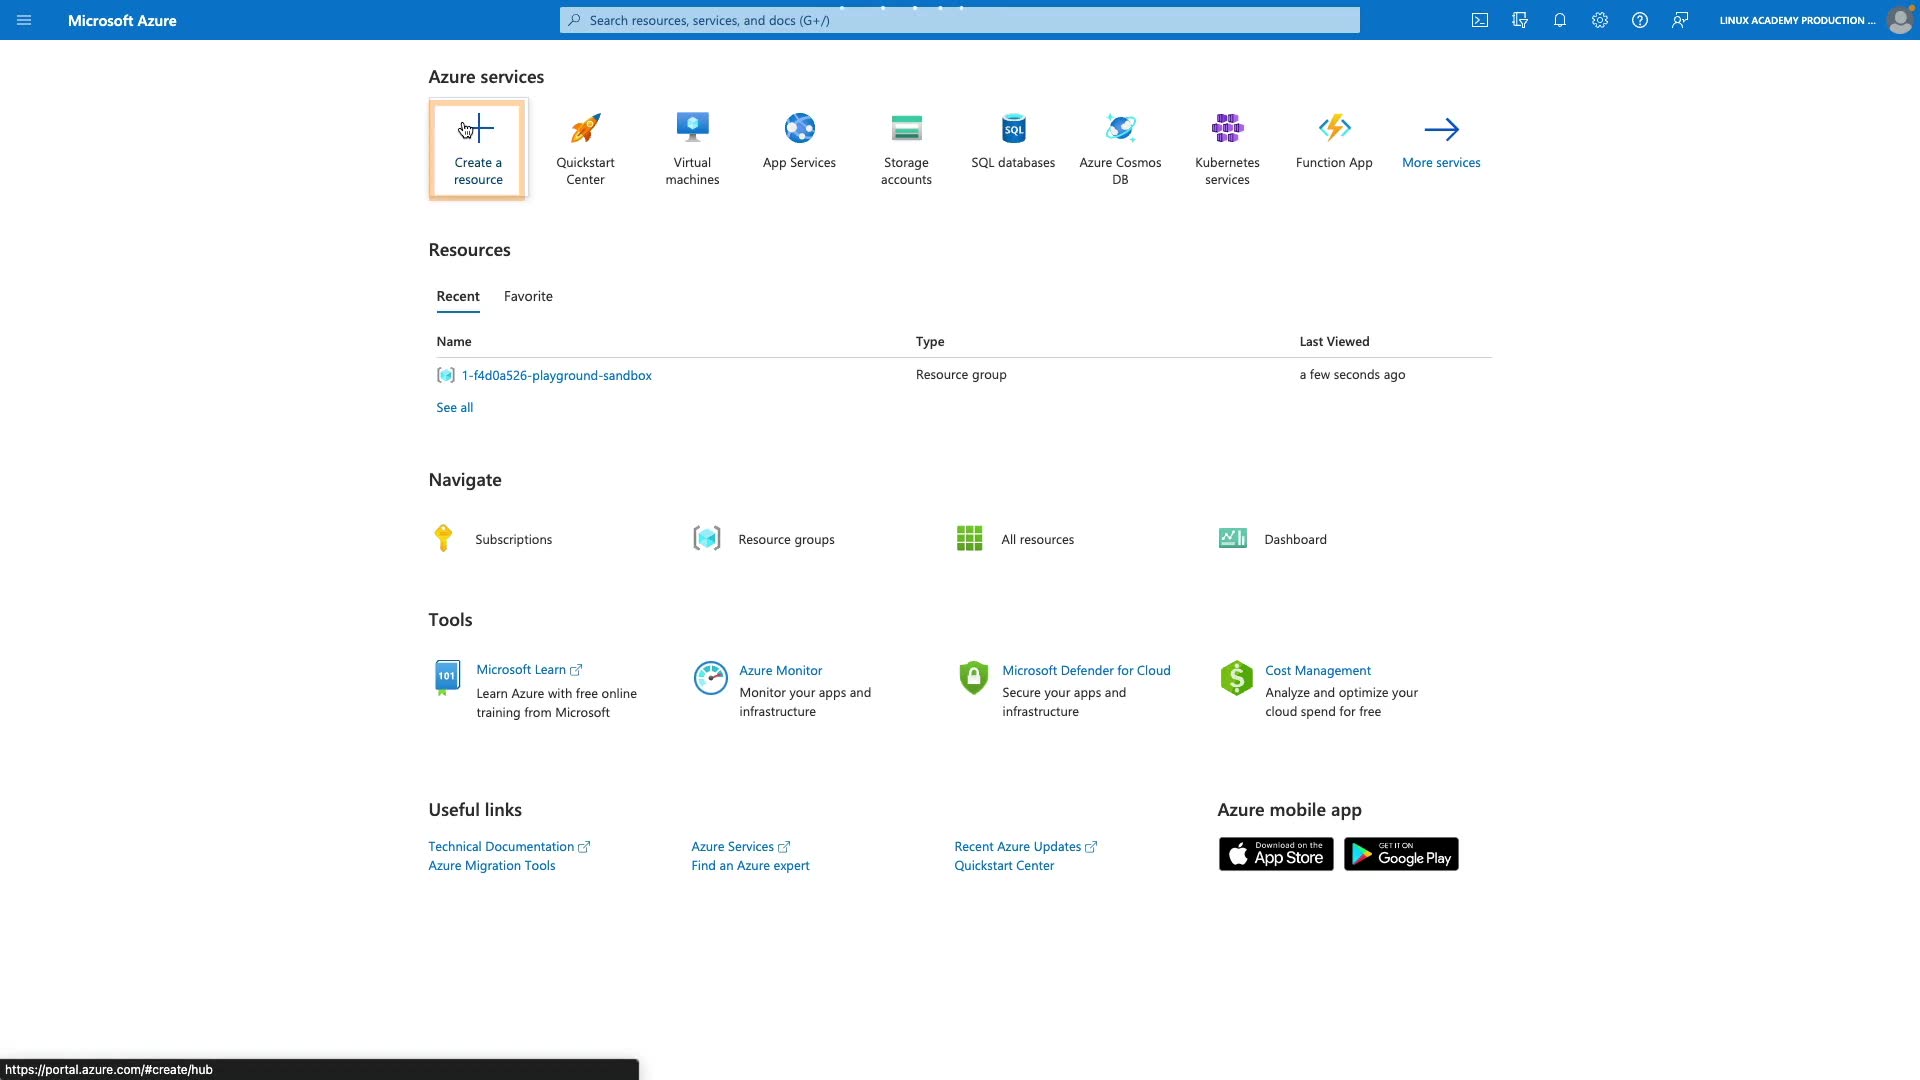 Microsoft Azure
Search resources, services, and docs (G+/)
LINUX ACADEMY PRODUCTION ...
Azure services
Create a
resource
Quickstart
Center
Virtual
machines
App Services
Storage
accounts
SQL
SQL databases
Azure Cosmos
DB
Kubernetes
services
Function App
More services
Resources
Recent
Favorite
Name
Type
Last Viewed
1-f4d0a526-playground-sandbox
Resource group
a few seconds ago
See all
Navigate
Subscriptions
Resource groups
All resources
Dashboard
Tools
101
Microsoft Learn
Learn Azure with free online
training from Microsoft
Azure Monitor
Monitor your apps and
infrastructure
Microsoft Defender for Cloud
Secure your apps and
infrastructure
Cost Management
Analyze and optimize your
cloud spend for free
Useful links
Technical Documentation
Azure Migration Tools
Azure Services
Find an Azure expert
Recent Azure Updates
Quickstart Center
Azure mobile app
Download on the
App Store
GET IT ON
Google Play
https://portal.azure.com/#create/hub